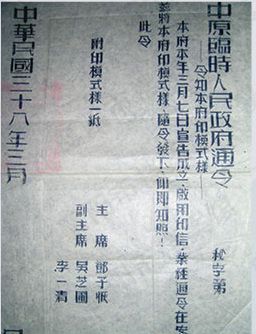 中原臨時人民政府通令
秘字第
——令知本府印模式樣——
本府本年三月七日宣告成立，啟用印信，業經通令在案
茲將本府印模式樣，隨令發下，仰即知照！
此令
附印模式樣一紙
主　席　鄧子恢
副主席　吳芝圃
李一清
中華民國三十八年三月